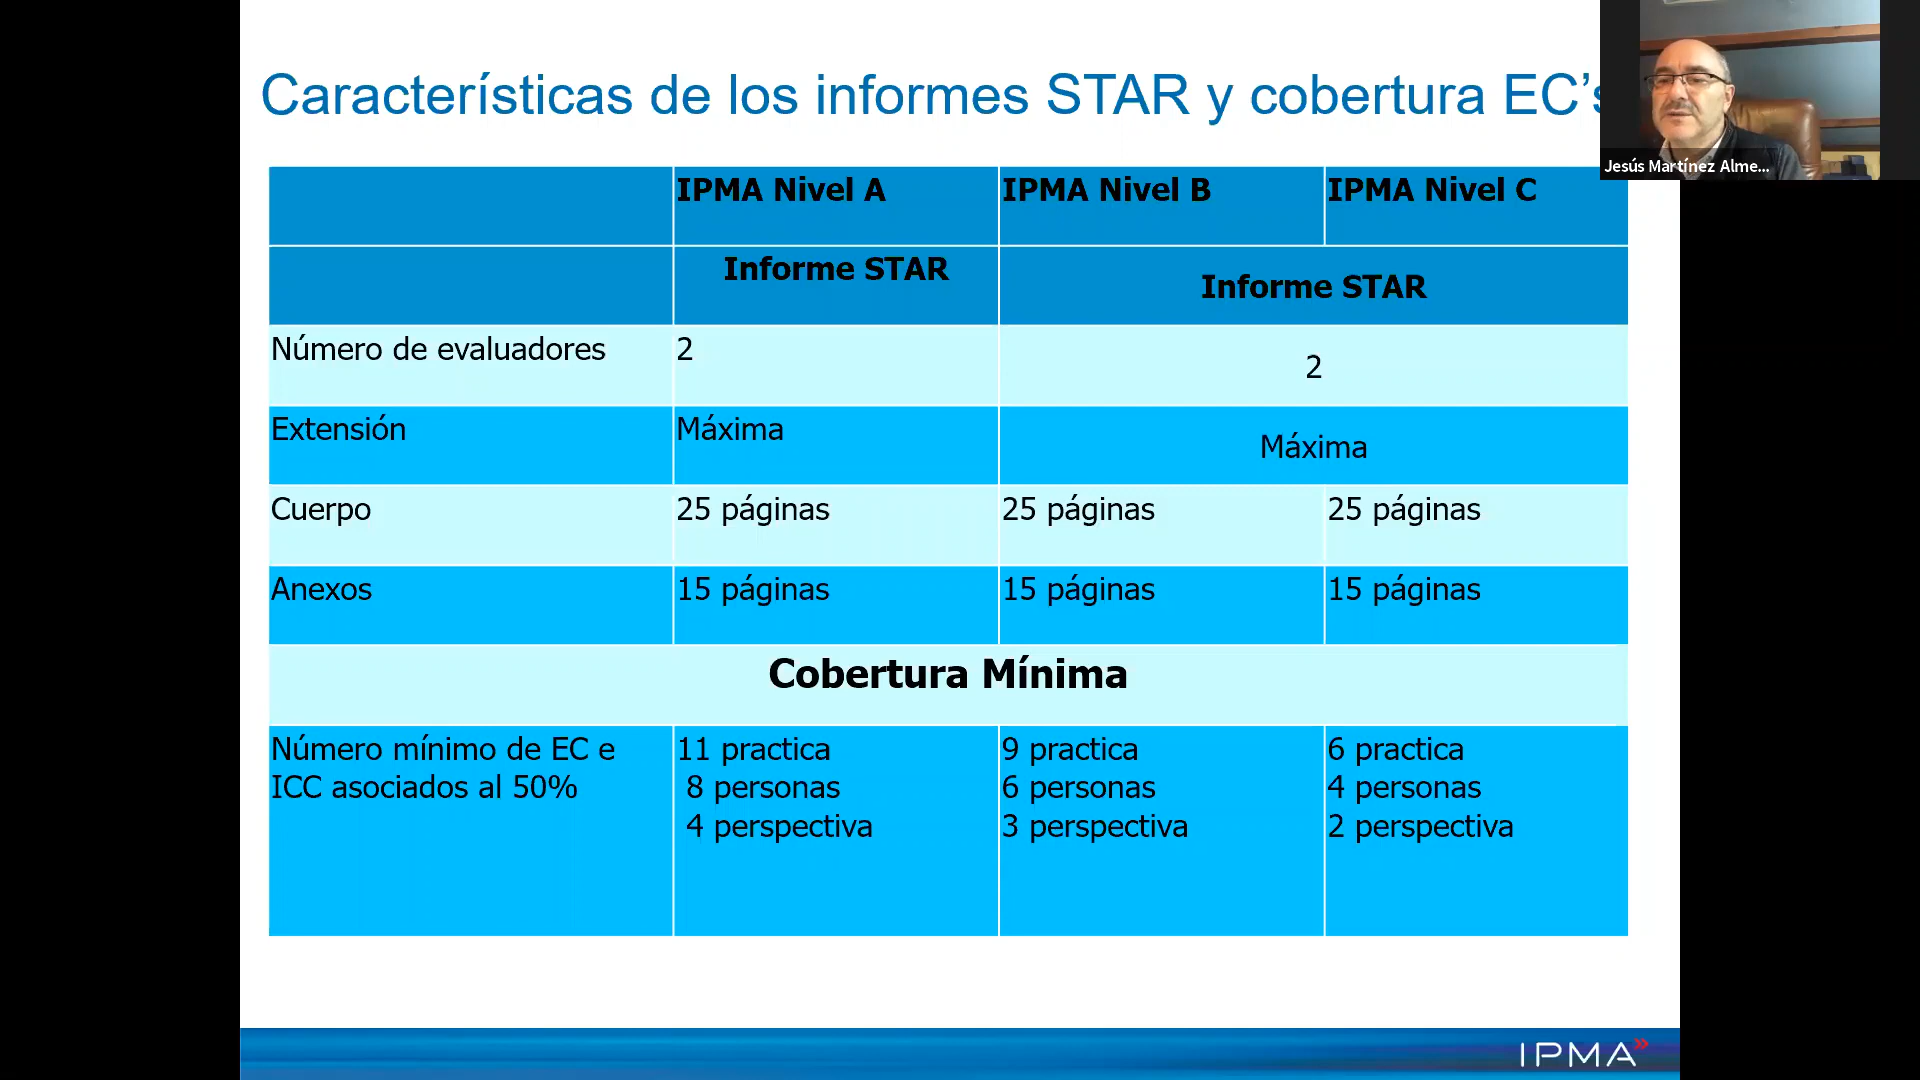 Características de los informes STAR y cobertura EC's
Jesús Martínez Alme...
IPMA Nivel A
IPMA Nivel B
IPMA Nivel C
Informe STAR
Informe STAR
Número de evaluadores
2
2
Extensión
Máxima
Máxima
Cuerpo
25 páginas
25 páginas
25 páginas
Anexos
15 páginas
15 páginas
15 páginas
Cobertura Mínima
Número mínimo de EC e
ICC asociados al 50%
11 practica
8 personas
4 perspectiva
9 practica
6 personas
3 perspectiva
6 practica
4 personas
2 perspectiva
IPMA